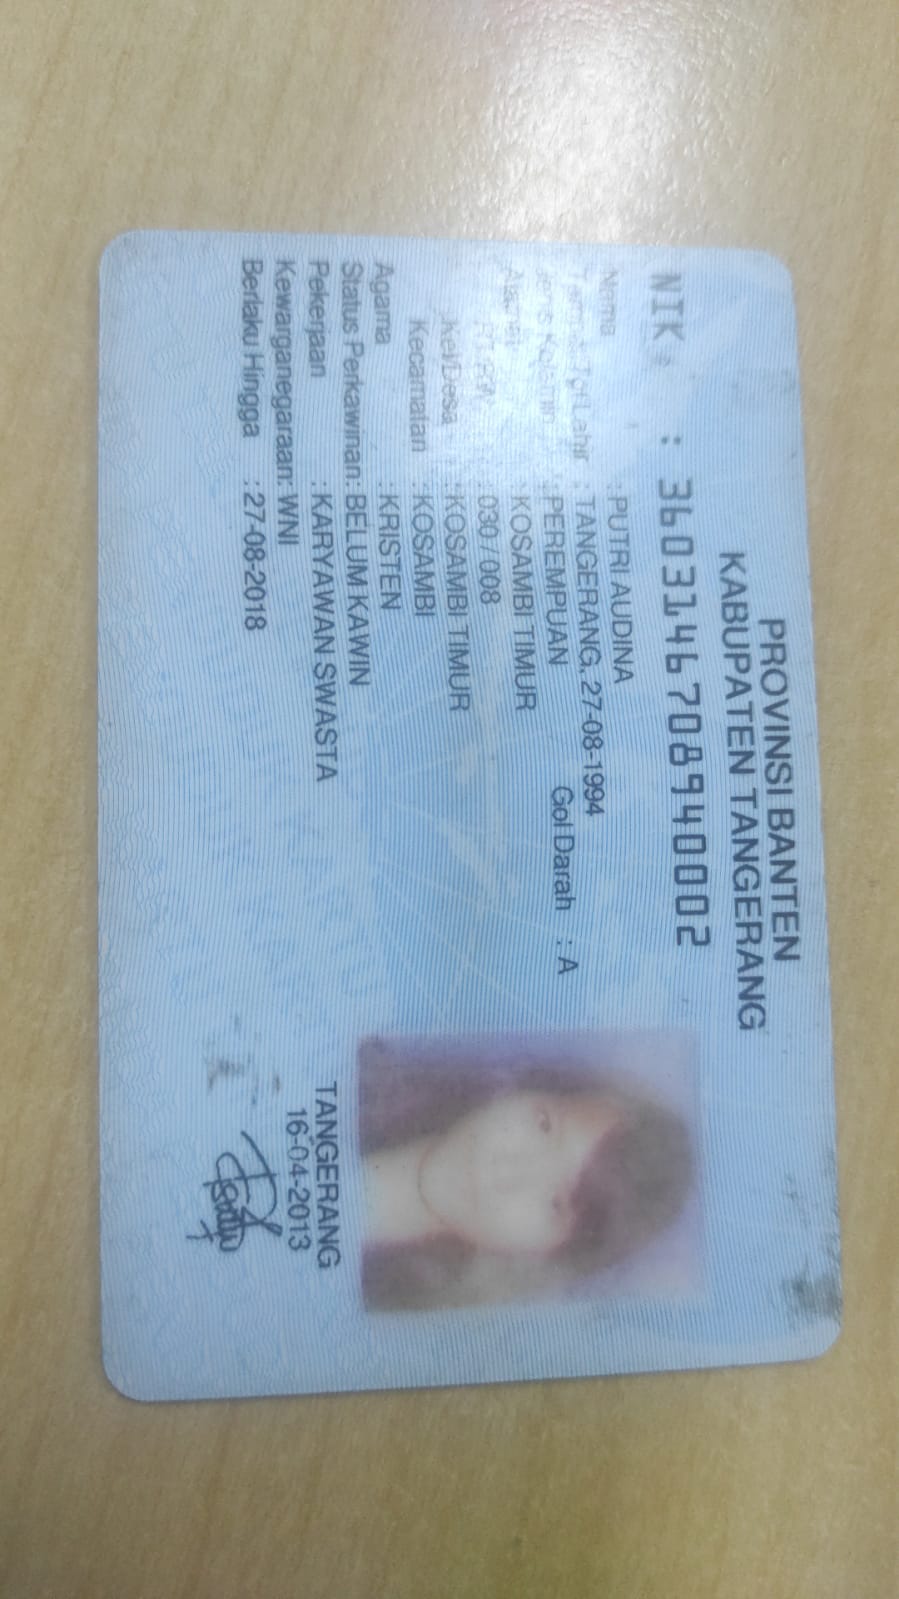 PROVINSI BANTEN
KABUPATEN TANGERANG
NIK : 3603146708940002
Nama : PUTRI AUDINA
Tempat/Tgl Lahir : TANGERANG, 27-08-1994
Jenis Kelamin : PEREMPUAN Gol Darah : A
Alamat : KOSAMBI TIMUR
RT/RW : 030 / 008
Kel/Desa : KOSAMBI TIMUR
Kecamatan : KOSAMBI
Agama : KRISTEN
Status Perkawinan: BELUM KAWIN
Pekerjaan : KARYAWAN SWASTA
Kewarganegaraan: WNI
Berlaku Hingga : 27-08-2018
TANGERANG
16-04-2013